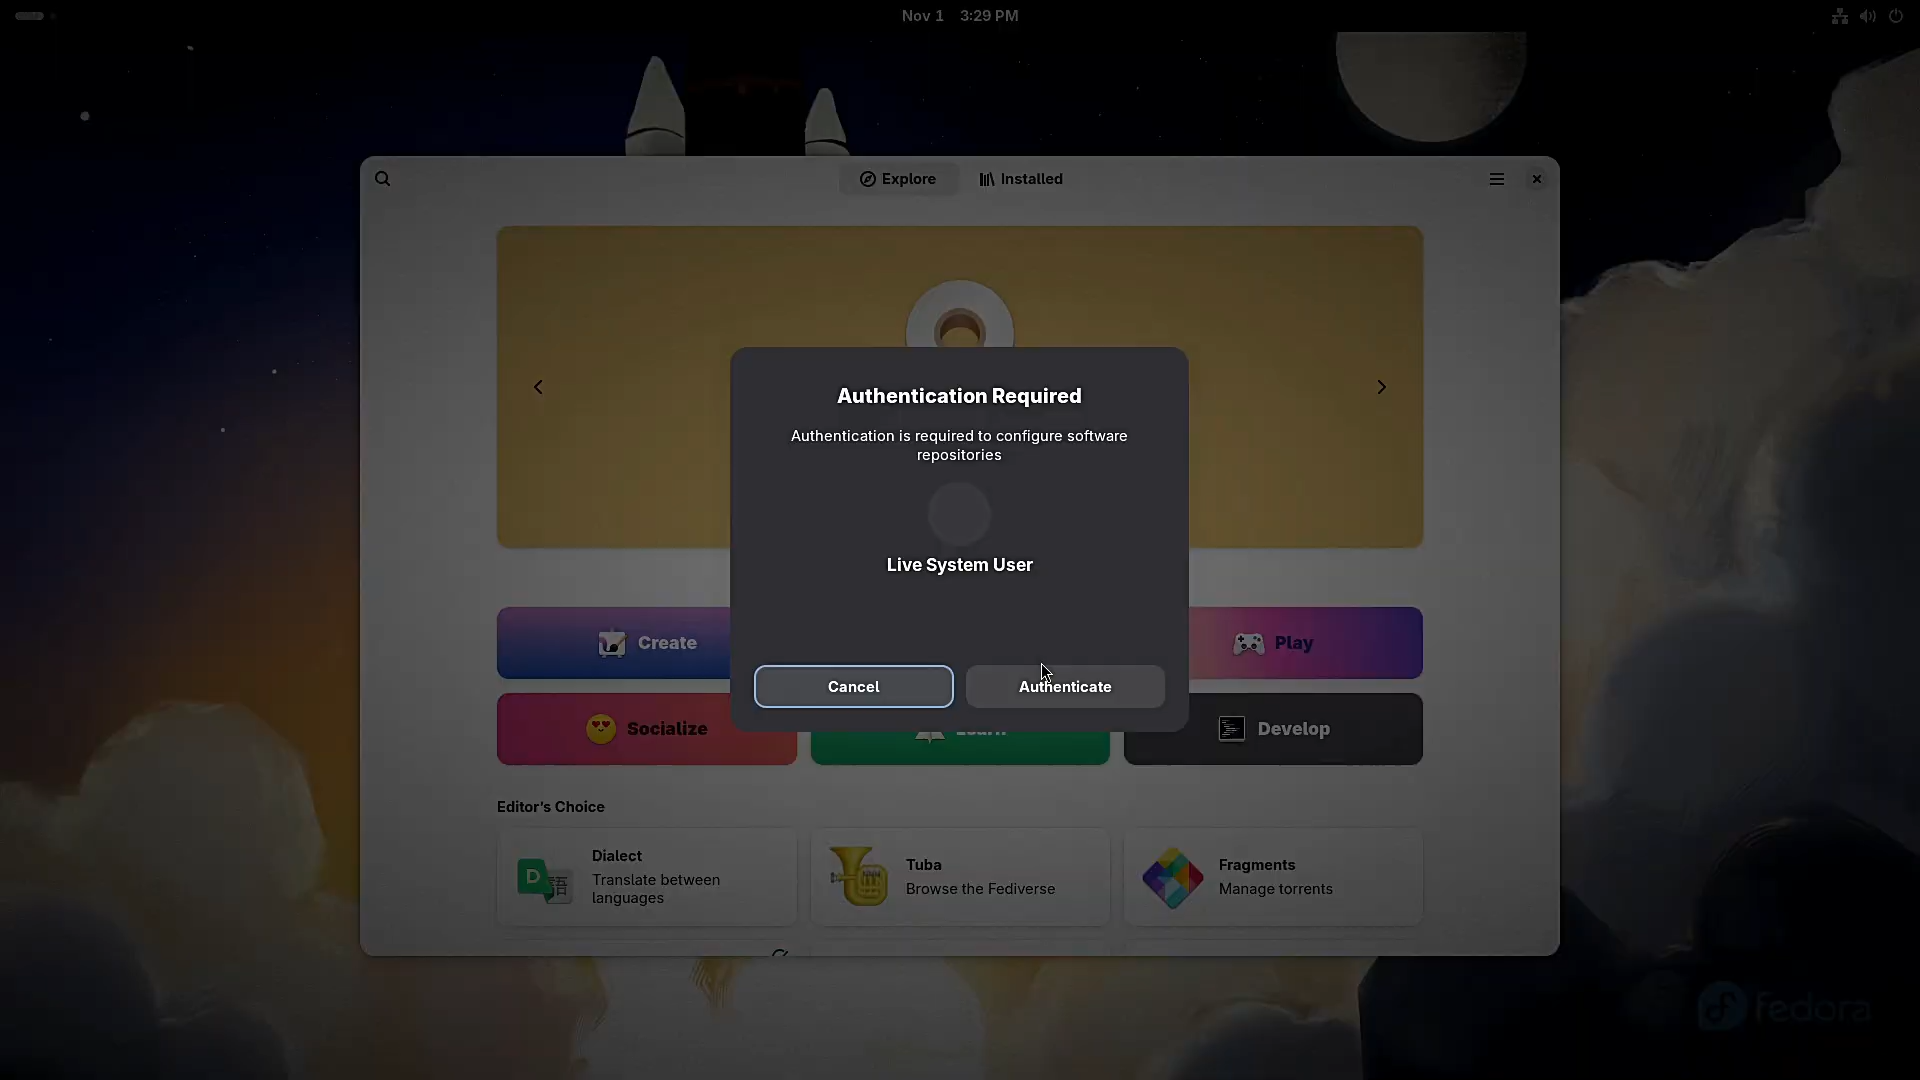 Nov 1 3:29 PM
Explore
Installed
Authentication Required
Authentication is required to configure software
repositories
Live System User
Cancel
Authenticate
Create
Play
Socialize
Learn
Develop
Editor's Choice
Dialect
Translate between
languages
Tuba
Browse the Fediverse
Fragments
Manage torrents
fedora